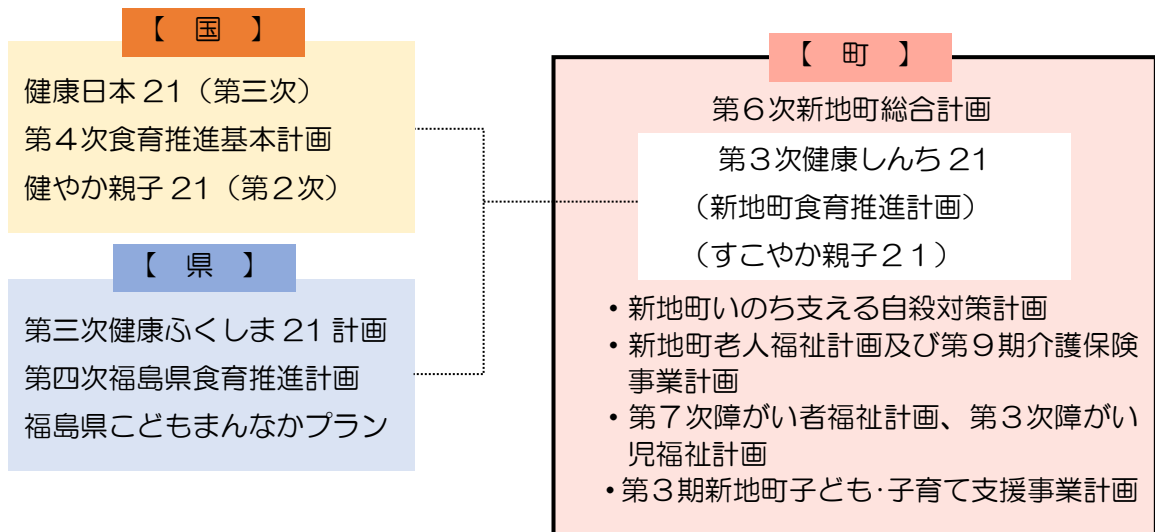 【 国 】
健康日本 21（第三次）
第４次食育推進基本計画
健やか親子 21（第２次）
【 県 】
第三次健康ふくしま 21 計画
第四次福島県食育推進計画
福島県こどもまんなかプラン
【 町 】
第６次新地町総合計画
第３次健康しんち 21
（新地町食育推進計画）
（すこやか親子２１）
・新地町いのち支える自殺対策計画
・新地町老人福祉計画及び第９期介護保険
事業計画
・第７次障がい者福祉計画、第３次障がい
児福祉計画
・第３期新地町子ども･子育て支援事業計画